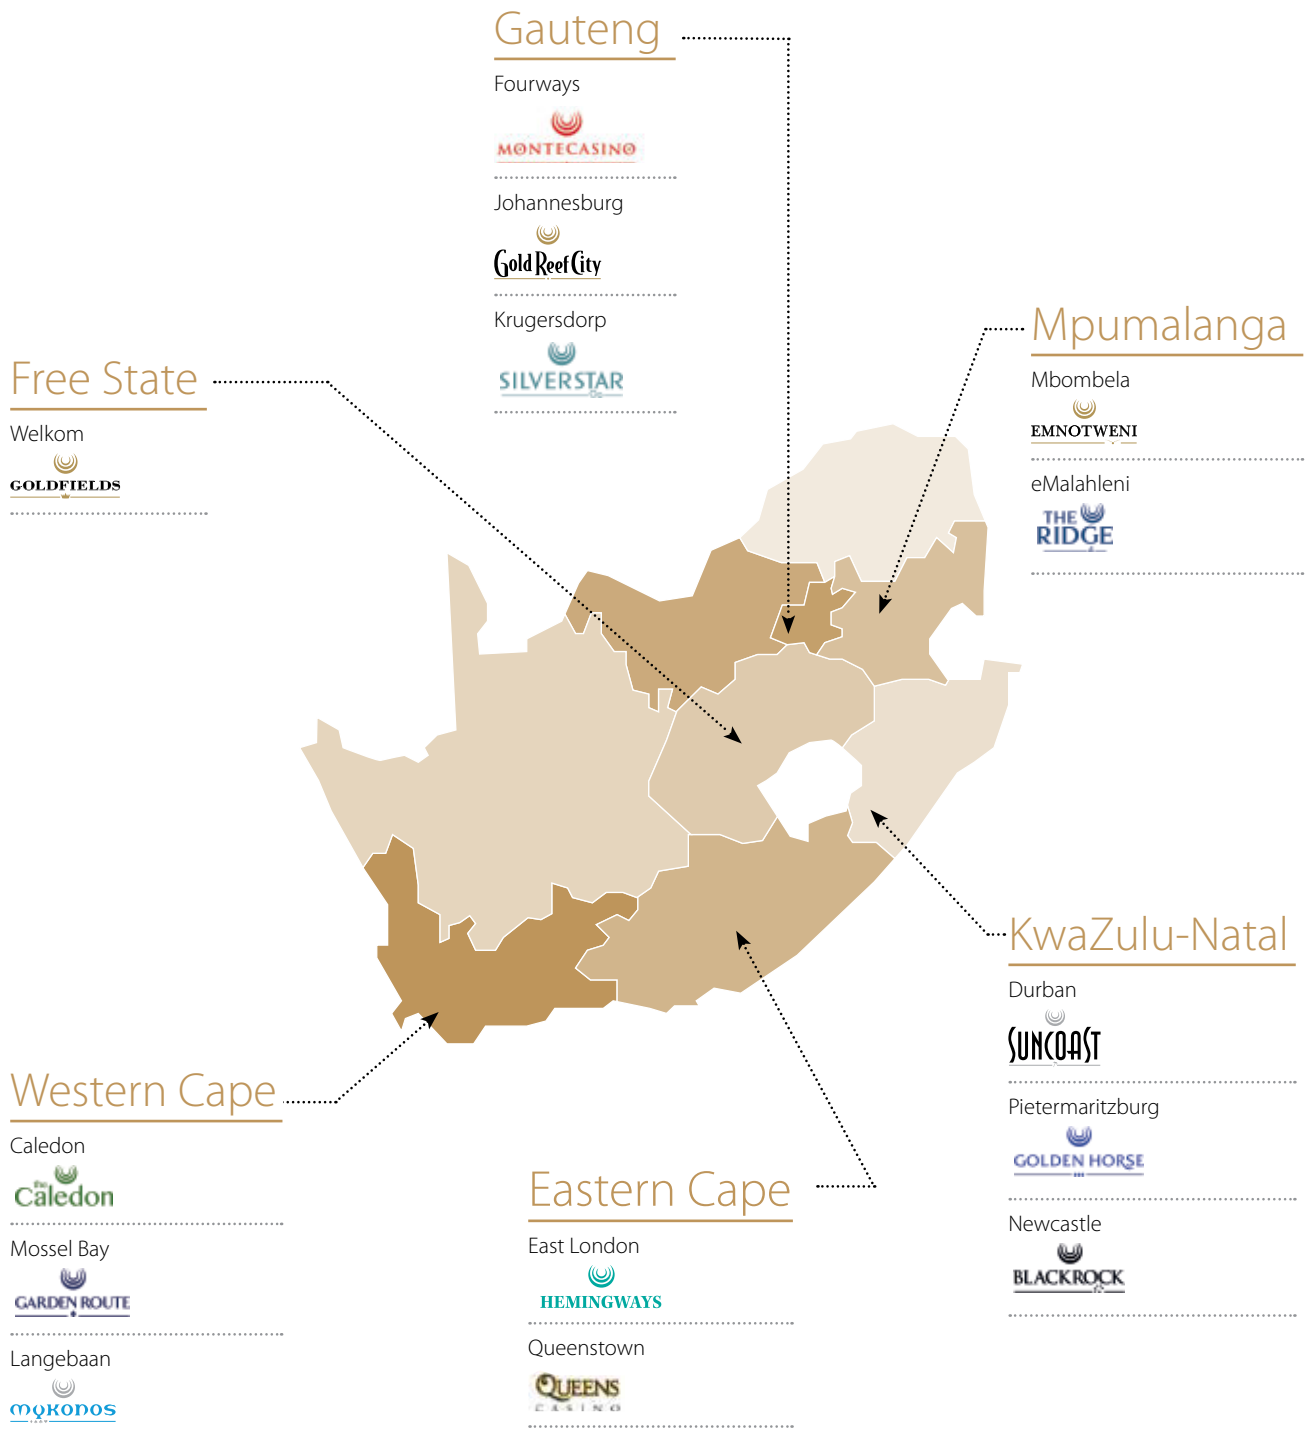 Gauteng
Fourways
MONTECASINO
Johannesburg
Gold Reef City
Krugersdorp
SILVERSTAR
Mpumalanga
Mbombela
EMNOTWENI
eMalahleni
THE
RIDGE
Free State
Welkom
GOLDFIELDS
KwaZulu-Natal
Durban
SUNCOAST
Pietermaritzburg
GOLDEN HORSE
Newcastle
BLACKROCK
Western Cape
Caledon
the
Caledon
Mossel Bay
GARDEN ROUTE
Langebaan
mykonos
Eastern Cape
East London
HEMINGWAYS
Queenstown
QUEENS
CASINO